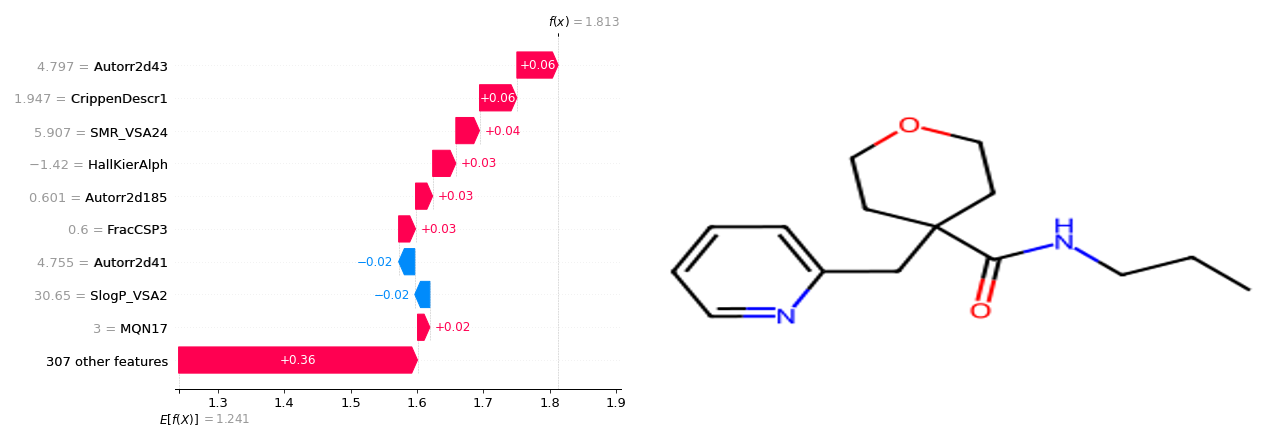 f(x) = 1.813
4.797 = Autorr2d43
+0.06
1.947 = CrippenDescr1
+0.06
5.907 = SMR_VSA24
+0.04
−1.42 = HallKierAlph
+0.03
0.601 = Autorr2d185
+0.03
0.6 = FracCSP3
+0.03
4.755 = Autorr2d41
−0.02
30.65 = SlogP_VSA2
−0.02
3 = MQN17
+0.02
307 other features
+0.36
1.3 1.4 1.5 1.6 1.7 1.8 1.9
E[f(X)] = 1.241
O
H
N
O
N